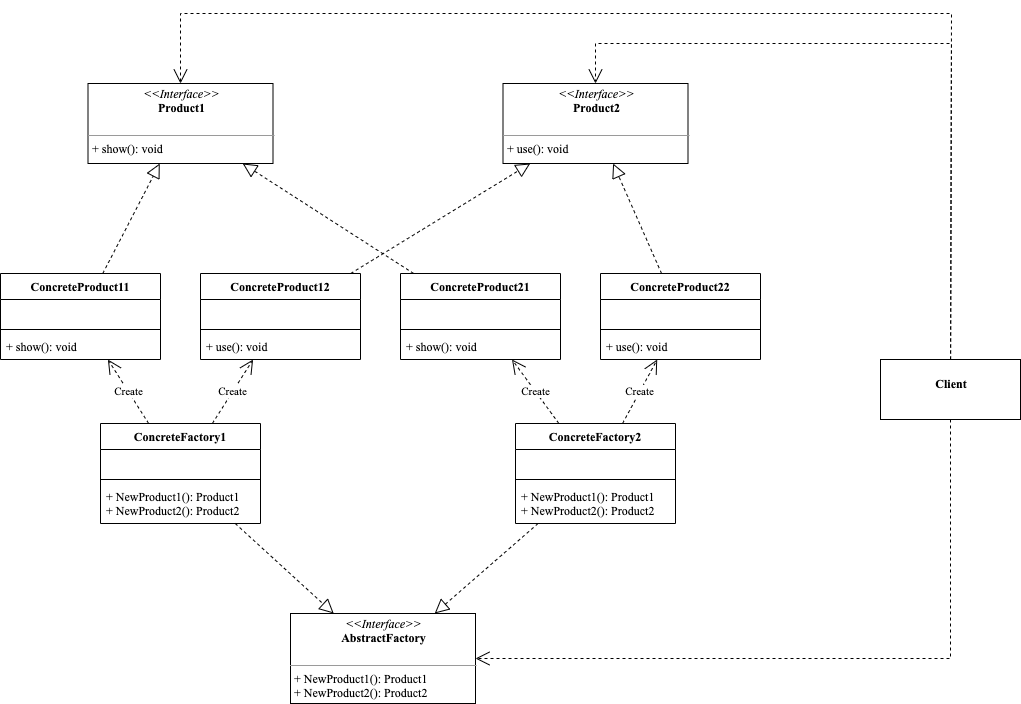 <<Interface>>
Product1
+ show(): void
<<Interface>>
Product2
+ use(): void
ConcreteProduct11
+ show(): void
ConcreteProduct12
+ use(): void
ConcreteProduct21
+ show(): void
ConcreteProduct22
+ use(): void
Client
Create
Create
Create
Create
ConcreteFactory1
+ NewProduct1(): Product1
+ NewProduct2(): Product2
ConcreteFactory2
+ NewProduct1(): Product1
+ NewProduct2(): Product2
<<Interface>>
AbstractFactory
+ NewProduct1(): Product1
+ NewProduct2(): Product2